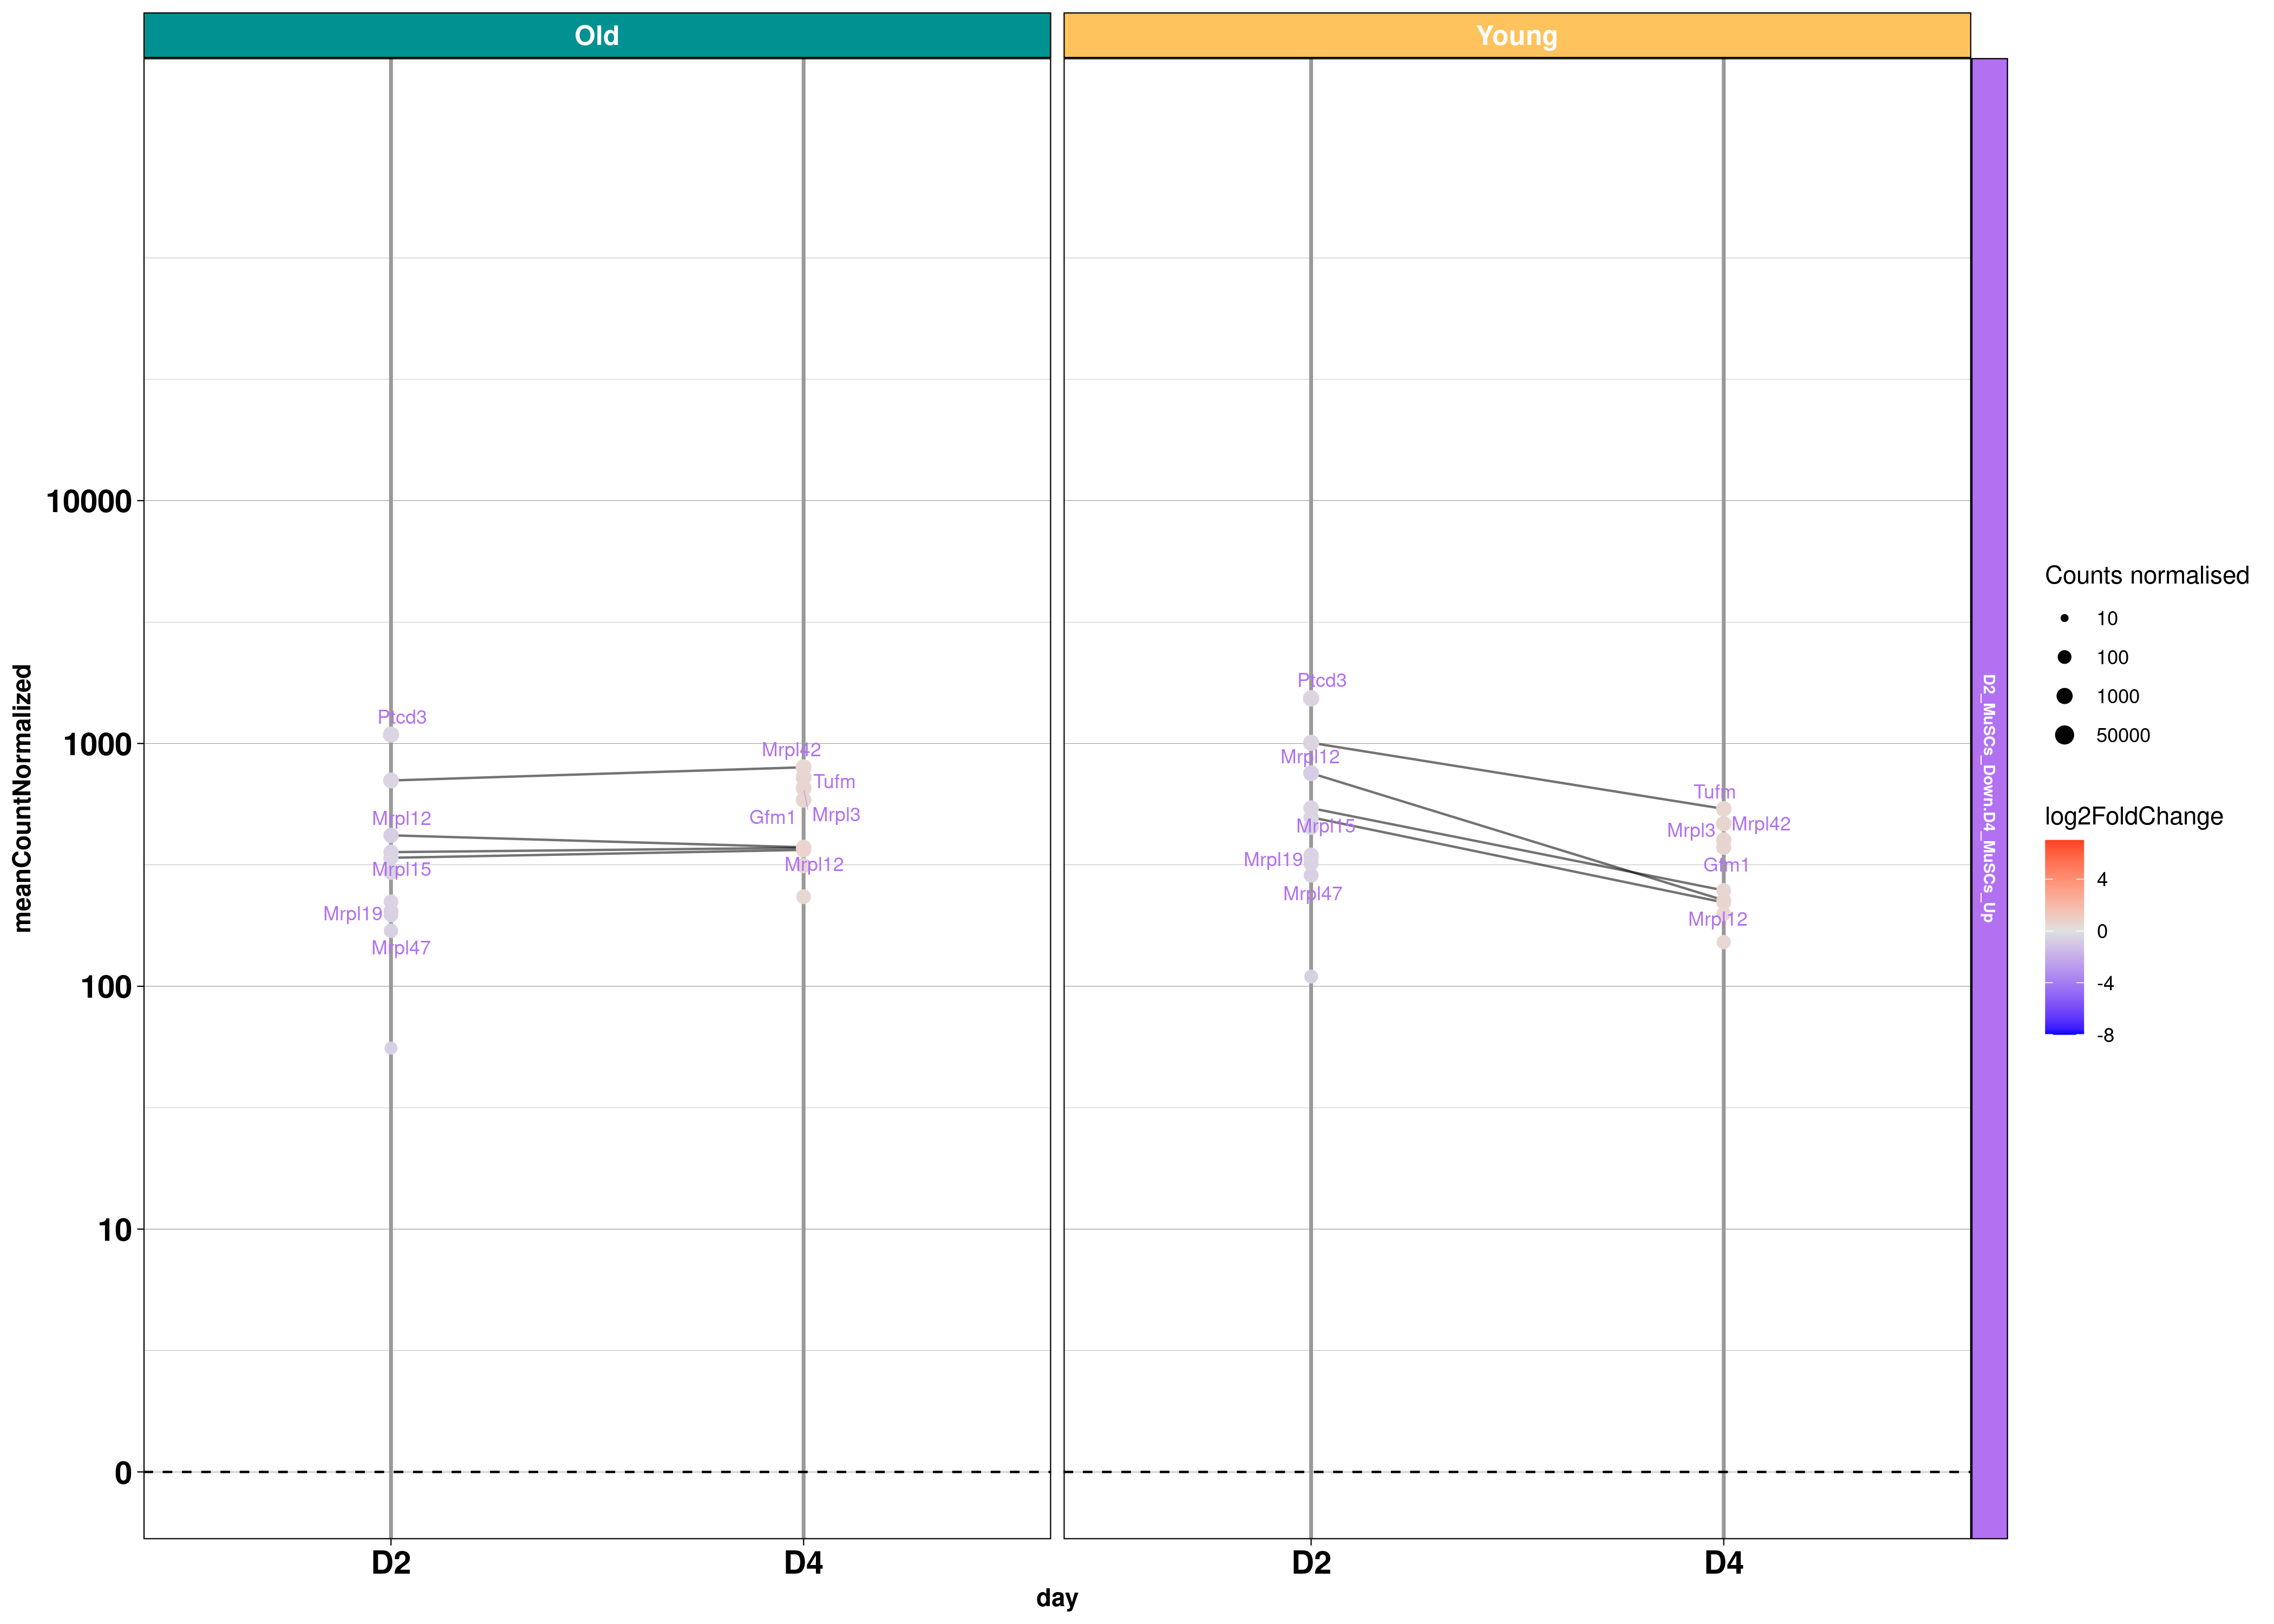 Old
Young
meanCountNormalized
10000
1000
100
10
0
Ptcd3
Mrpl12
Mrpl15
Mrpl19
Mrpl47
Mrpl42
Tufm
Gfm1
Mrpl3
Mrpl12
Ptcd3
Mrpl12
Mrpl15
Mrpl19
Mrpl47
Tufm
Mrpl3
Mrpl42
Gfm1
Mrpl12
D2_MuSCs_Down.D4_MuSCs_Up
D2
D4
D2
D4
day
Counts normalised
10
100
1000
50000
log2FoldChange
4
0
-4
-8